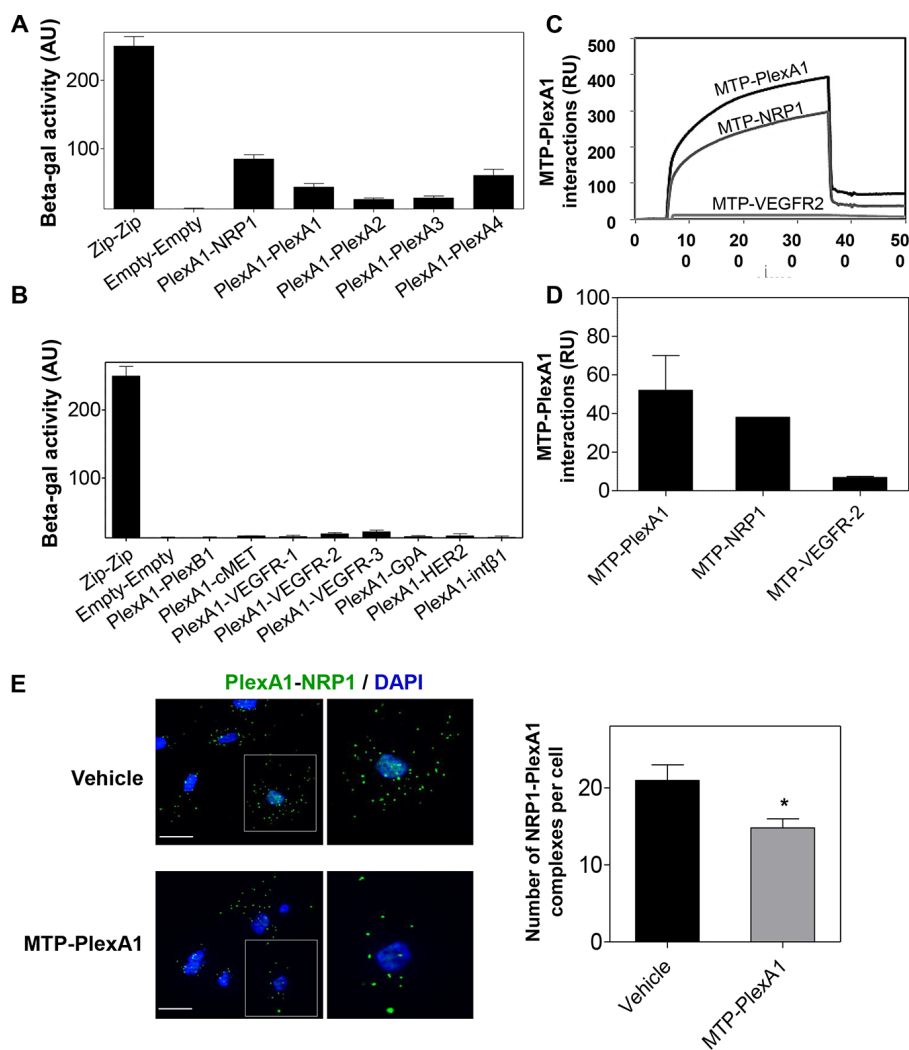 A
Beta-gal activity (AU)
200
100
Zip-Zip
Empty-Empty
PlexA1-NRP1
PlexA1-PlexA1
PlexA1-PlexA2
PlexA1-PlexA3
PlexA1-PlexA4
B
Beta-gal activity (AU)
200
100
Zip-Zip
Empty-Empty
PlexA1-PlexB1
PlexA1-cMET
PlexA1-VEGFR-1
PlexA1-VEGFR-2
PlexA1-VEGFR-3
PlexA1-GpA
PlexA1-HER2
PlexA1-intβ1
C
MTP-PlexA1
interactions (RU)
500
400
300
200
100
0
MTP-PlexA1
MTP-NRP1
MTP-VEGFR2
0 10 20 30 40 50
0 0 0 0 0
D
MTP-PlexA1
interactions (RU)
100
80
60
40
20
0
MTP-PlexA1
MTP-NRP1
MTP-VEGFR-2
E
PlexA1-NRP1 / DAPI
Vehicle
MTP-PlexA1
Number of NRP1-PlexA1
complexes per cell
20
10
0
*
Vehicle
MTP-PlexA1